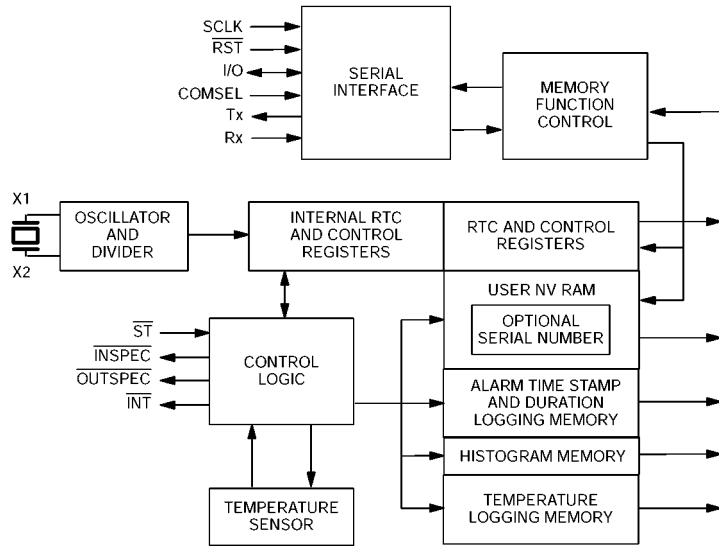 SCLK
RST
I/O
COMSEL
Tx
Rx
SERIAL
INTERFACE
MEMORY
FUNCTION
CONTROL
X1
X2
OSCILLATOR
AND
DIVIDER
INTERNAL RTC
AND CONTROL
REGISTERS
RTC AND CONTROL
REGISTERS
USER NV RAM
OPTIONAL
SERIAL NUMBER
ST
INSPEC
OUTSPEC
INT
CONTROL
LOGIC
ALARM TIME STAMP
AND DURATION
LOGGING MEMORY
HISTOGRAM MEMORY
TEMPERATURE
LOGGING MEMORY
TEMPERATURE
SENSOR